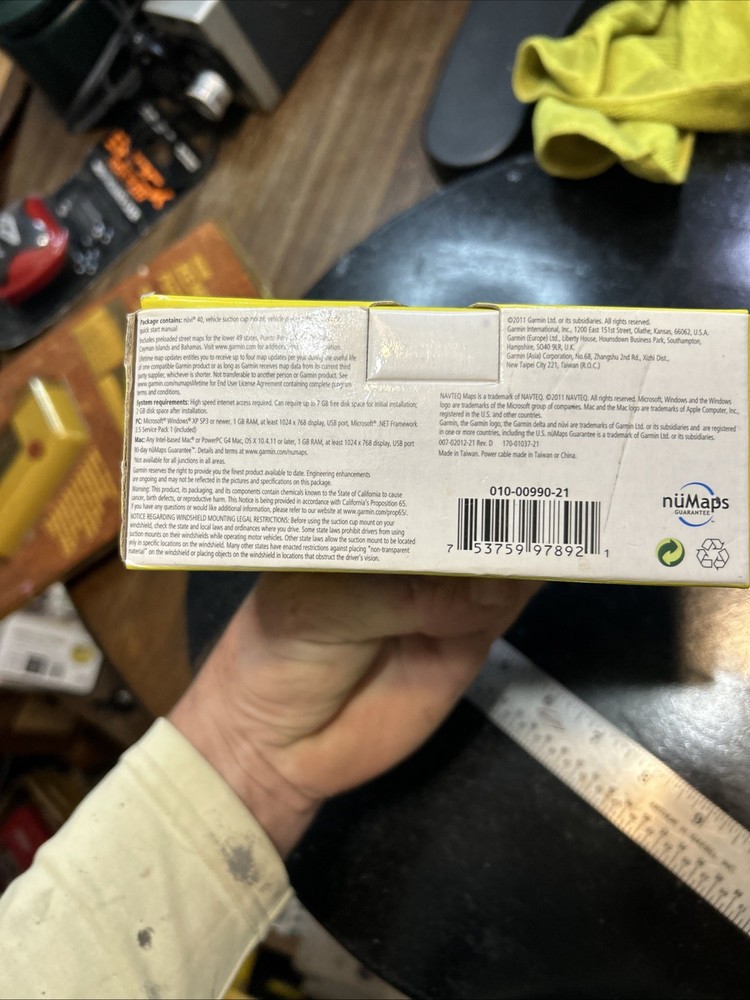 Package contains: nüvi® 40, vehicle suction cup mount, vehicle
quick start manual
Includes preloaded street maps for the lower 49 states, Puerto
Cayman Islands and Bahamas. Visit www.garmin.com for
lifetime map updates entitles you to receive up to four map updates per year during the useful life
of one compatible Garmin product or as long as Garmin receives map data from its current third
party supplier, whichever is shorter. Not transferable to another person or Garmin product. See
www.garmin.com/numapslifetime for End User License Agreement containing complete program
terms and conditions.
System requirements: High speed internet access required. Can require up to 7 GB free disk space for initial installation;
2 GB disk space after installation.
PC: Microsoft® Windows® XP SP3 or newer, 1 GB RAM, at least 1024 x 768 display, USB port, Microsoft® .NET Framework
3.5 Service Pack 1 (included)
Mac: Any Intel-based Mac® or PowerPC G4 Mac, OS X 10.4.11 or later, 1 GB RAM, at least 1024 x 768 display, USB port
90-day nüMaps Guarantee™. Details and terms at www.garmin.com/numaps.
Not available for all junctions in all areas.
Garmin reserves the right to provide you the finest product available to date. Engineering enhancements
are ongoing and may not be reflected in the pictures and specifications on this package.
Warning: This product, its packaging, and its components contain chemicals known to the State of California to cause
cancer, birth defects, or reproductive harm. This Notice is being provided in accordance with California's Proposition 65.
If you have any questions or would like additional information, please refer to our website at www.garmin.com/prop65/.
NOTICE REGARDING WINDSHIELD MOUNTING LEGAL RESTRICTIONS: Before using the suction cup mount on your
windshield, check the state and local laws and ordinances where you drive. Some state laws prohibit drivers from using
suction mounts on their windshields while operating motor vehicles. Other state laws allow the suction mount to be located
only in specific locations on the windshield. Many other states have enacted restrictions against placing "non-transparent
material" on the windshield or placing objects on the windshield in locations that obstruct the driver's vision.
©2011 Garmin Ltd. or its subsidiaries. All rights reserved.
Garmin International, Inc., 1200 East 151st Street, Olathe, Kansas, 66062, U.S.A.
Garmin (Europe) Ltd., Liberty House, Hounsdown Business Park, Southampton,
Hampshire, SO40 9LR, U.K.
Garmin (Asia) Corporation, No.68, Zhangshu 2nd Rd., Xizhi Dist.,
New Taipei City 221, Taiwan (R.O.C.)
NAVTEQ Maps is a trademark of NAVTEQ. ©2011 NAVTEQ. All rights reserved. Microsoft, Windows and the Windows
logo are trademarks of the Microsoft group of companies. Mac and the Mac logo are trademarks of Apple Computer, Inc.,
registered in the U.S. and other countries.
Garmin, the Garmin logo, the Garmin delta and nüvi are trademarks of Garmin Ltd. or its subsidiaries and are registered
in one or more countries, including the U.S. nüMaps Guarantee is a trademark of Garmin Ltd. or its subsidiaries.
007-02012-21 Rev. D 170-01037-21
Made in Taiwan. Power cable made in Taiwan or China.
010-00990-21
7 53759 97892 1
nüMaps
GUARANTEE™